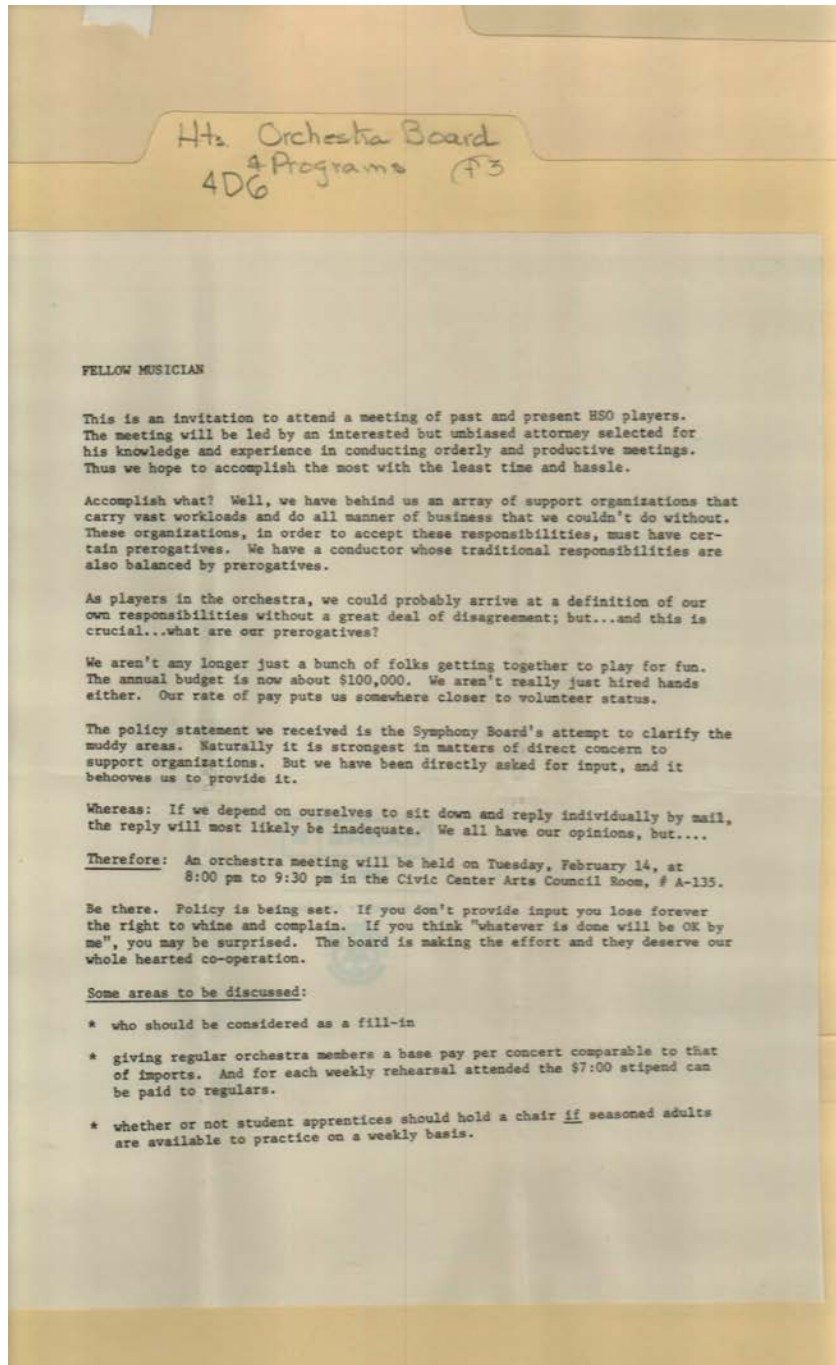 Hts. Orchestra Board
& Programs F3
4D6
FELLOW MUSICIAN
This is an invitation to attend a meeting of past and present HSO players.
The meeting will be led by an interested but unbiased attorney selected for
his knowledge and experience in conducting orderly and productive meetings.
Thus we hope to accomplish the most with the least time and hassle.
Accomplish what? Well, we have behind us an array of support organizations that
carry vast workloads and do all manner of business that we couldn't do without.
These organizations, in order to accept these responsibilities, must have cer-
tain prerogatives. We have a conductor whose traditional responsibilities are
also balanced by prerogatives.
As players in the orchestra, we could probably arrive at a definition of our
own responsibilities without a great deal of disagreement; but...and this is
crucial...what are our prerogatives?
We aren't any longer just a bunch of folks getting together to play for fun.
The annual budget is now about $100,000. We aren't really just hired hands
either. Our rate of pay puts us somewhere closer to volunteer status.
The policy statement we received is the Symphony Board's attempt to clarify the
muddy areas. Naturally it is strongest in matters of direct concern to
support organizations. But we have been directly asked for input, and it
behooves us to provide it.
Whereas: If we depend on ourselves to sit down and reply individually by mail,
the reply will most likely be inadequate. We all have our opinions, but....
Therefore: An orchestra meeting will be held on Tuesday, February 14, at
8:00 pm to 9:30 pm in the Civic Center Arts Council Room, # A-135.
Be there. Policy is being set. If you don't provide input you lose forever
the right to whine and complain. If you think "whatever is done will be OK by
me", you may be surprised. The board is making the effort and they deserve our
whole hearted co-operation.
Some areas to be discussed:
* who should be considered as a fill-in
* giving regular orchestra members a base pay per concert comparable to that
of imports. And for each weekly rehearsal attended the $7:00 stipend can
be paid to regulars.
* whether or not student apprentices should hold a chair if seasoned adults
are available to practice on a weekly basis.